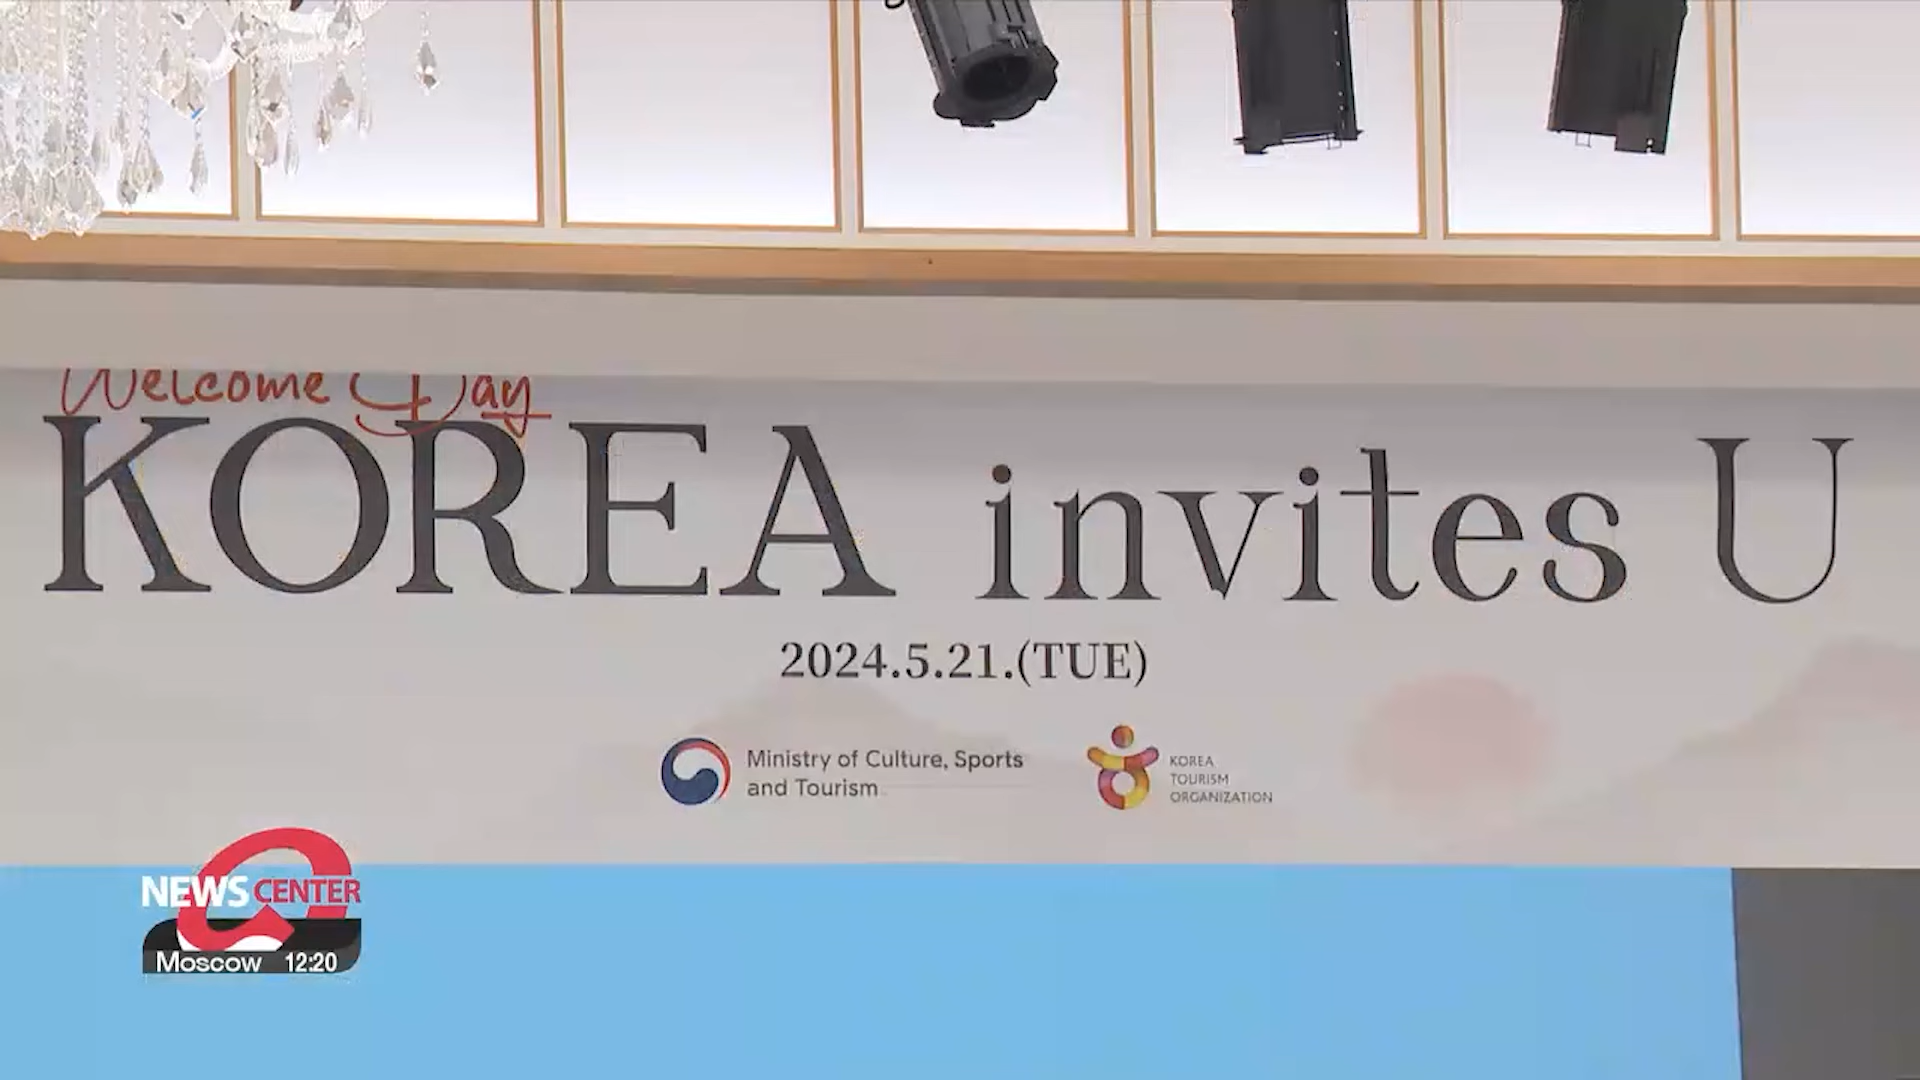 Welcome Day
KOREA invites U
2024.5.21.(TUE)
Ministry of Culture, Sports
and Tourism
KOREA
TOURISM
ORGANIZATION
NEWS CENTER
Moscow 12:20